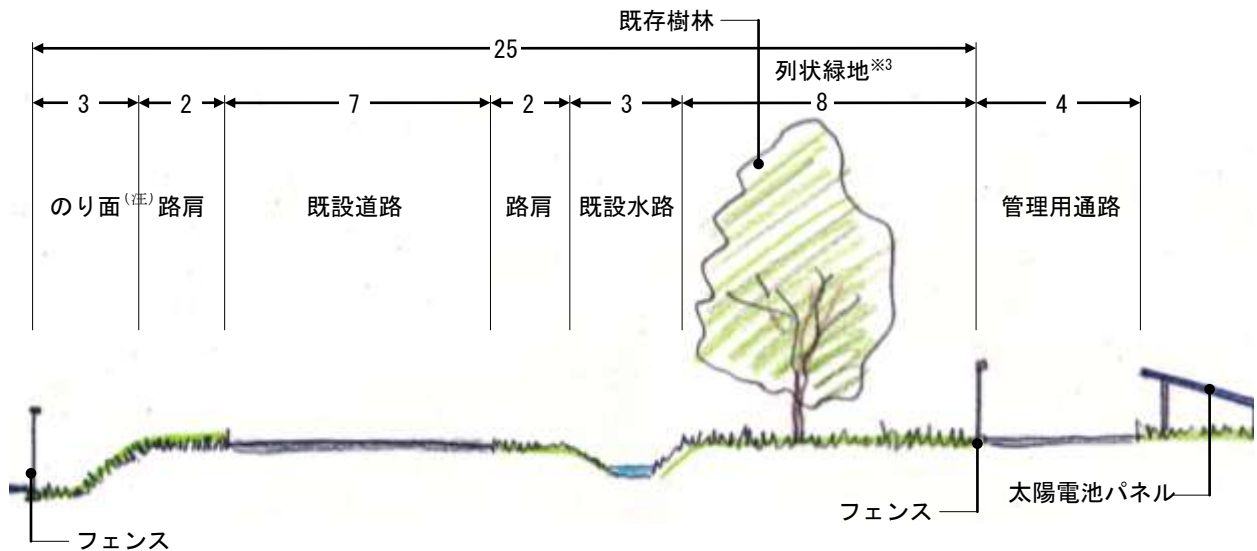 既存樹林
25
列状緑地※3
3
2
7
2
3
8
4
のり面(注)
路肩
既設道路
路肩
既設水路
管理用通路
太陽電池パネル
フェンス
フェンス